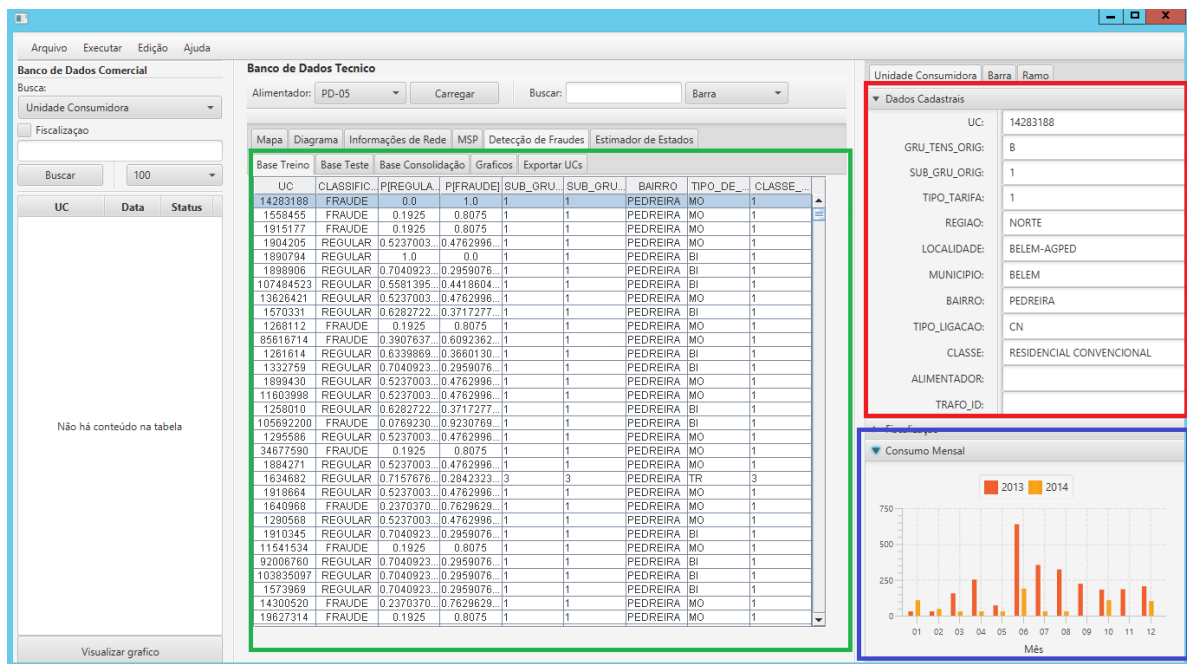 Arquivo Executar Edição Ajuda
Banco de Dados Comercial
Busca:
Unidade Consumidora
Fiscalizaçao
Buscar 100
UC Data Status
Não há conteúdo na tabela
Visualizar grafico
Banco de Dados Tecnico
Alimentador: PD-05 Carregar Buscar: Barra
Mapa Diagrama Informações de Rede MSP Detecção de Fraudes Estimador de Estados
Base Treino Base Teste Base Consolidação Graficos Exportar UCs
UC CLASSIFIC... P[REGULA... P[FRAUDE] SUB_GRU... SUB_GRU... BAIRRO TIPO_DE_... CLASSE_...
14283188 FRAUDE 0.0 1.0 1 1 PEDREIRA MO 1
1558455 FRAUDE 0.1925 0.8075 1 1 PEDREIRA MO 1
1915177 FRAUDE 0.1925 0.8075 1 1 PEDREIRA MO 1
1904205 REGULAR 0.5237003... 0.4762996... 1 1 PEDREIRA MO 1
1890794 REGULAR 1.0 0.0 1 1 PEDREIRA BI 1
1898906 REGULAR 0.7040923... 0.2959076... 1 1 PEDREIRA BI 1
107484523 REGULAR 0.5581395... 0.4418604... 1 1 PEDREIRA BI 1
13626421 REGULAR 0.5237003... 0.4762996... 1 1 PEDREIRA MO 1
1570331 REGULAR 0.6282722... 0.3717277... 1 1 PEDREIRA BI 1
1268112 FRAUDE 0.1925 0.8075 1 1 PEDREIRA MO 1
85616714 FRAUDE 0.3907637... 0.6092362... 1 1 PEDREIRA MO 1
1261614 REGULAR 0.6339869... 0.3660130... 1 1 PEDREIRA BI 1
1332759 REGULAR 0.7040923... 0.2959076... 1 1 PEDREIRA BI 1
1899430 REGULAR 0.5237003... 0.4762996... 1 1 PEDREIRA MO 1
11603998 REGULAR 0.5237003... 0.4762996... 1 1 PEDREIRA MO 1
1258010 REGULAR 0.6282722... 0.3717277... 1 1 PEDREIRA BI 1
105692200 FRAUDE 0.0769230... 0.9230769... 1 1 PEDREIRA BI 1
1295586 REGULAR 0.5237003... 0.4762996... 1 1 PEDREIRA MO 1
34677590 FRAUDE 0.1925 0.8075 1 1 PEDREIRA MO 1
1884271 REGULAR 0.5237003... 0.4762996... 1 1 PEDREIRA MO 1
1634682 REGULAR 0.7157676... 0.2842323... 3 3 PEDREIRA TR 3
1918664 REGULAR 0.5237003... 0.4762996... 1 1 PEDREIRA MO 1
1640968 FRAUDE 0.2370370... 0.7629629... 1 1 PEDREIRA MO 1
1290568 REGULAR 0.5237003... 0.4762996... 1 1 PEDREIRA MO 1
1910345 REGULAR 0.7040923... 0.2959076... 1 1 PEDREIRA BI 1
11541534 FRAUDE 0.1925 0.8075 1 1 PEDREIRA MO 1
92006760 REGULAR 0.7040923... 0.2959076... 1 1 PEDREIRA BI 1
103835097 REGULAR 0.7040923... 0.2959076... 1 1 PEDREIRA BI 1
1573969 REGULAR 0.7040923... 0.2959076... 1 1 PEDREIRA BI 1
14300520 FRAUDE 0.2370370... 0.7629629... 1 1 PEDREIRA MO 1
19627314 FRAUDE 0.1925 0.8075 1 1 PEDREIRA MO 1
Unidade Consumidora Barra Ramo
Dados Cadastrais
UC: 14283188
GRU_TENS_ORIG: B
SUB_GRU_ORIG: 1
TIPO_TARIFA: 1
REGIAO: NORTE
LOCALIDADE: BELEM-AGPED
MUNICIPIO: BELEM
BAIRRO: PEDREIRA
TIPO_LIGACAO: CN
CLASSE: RESIDENCIAL CONVENCIONAL
ALIMENTADOR:
TRAFO_ID:
Consumo Mensal
2013 2014
750
500
250
0
01 02 03 04 05 06 07 08 09 10 11 12
Mês